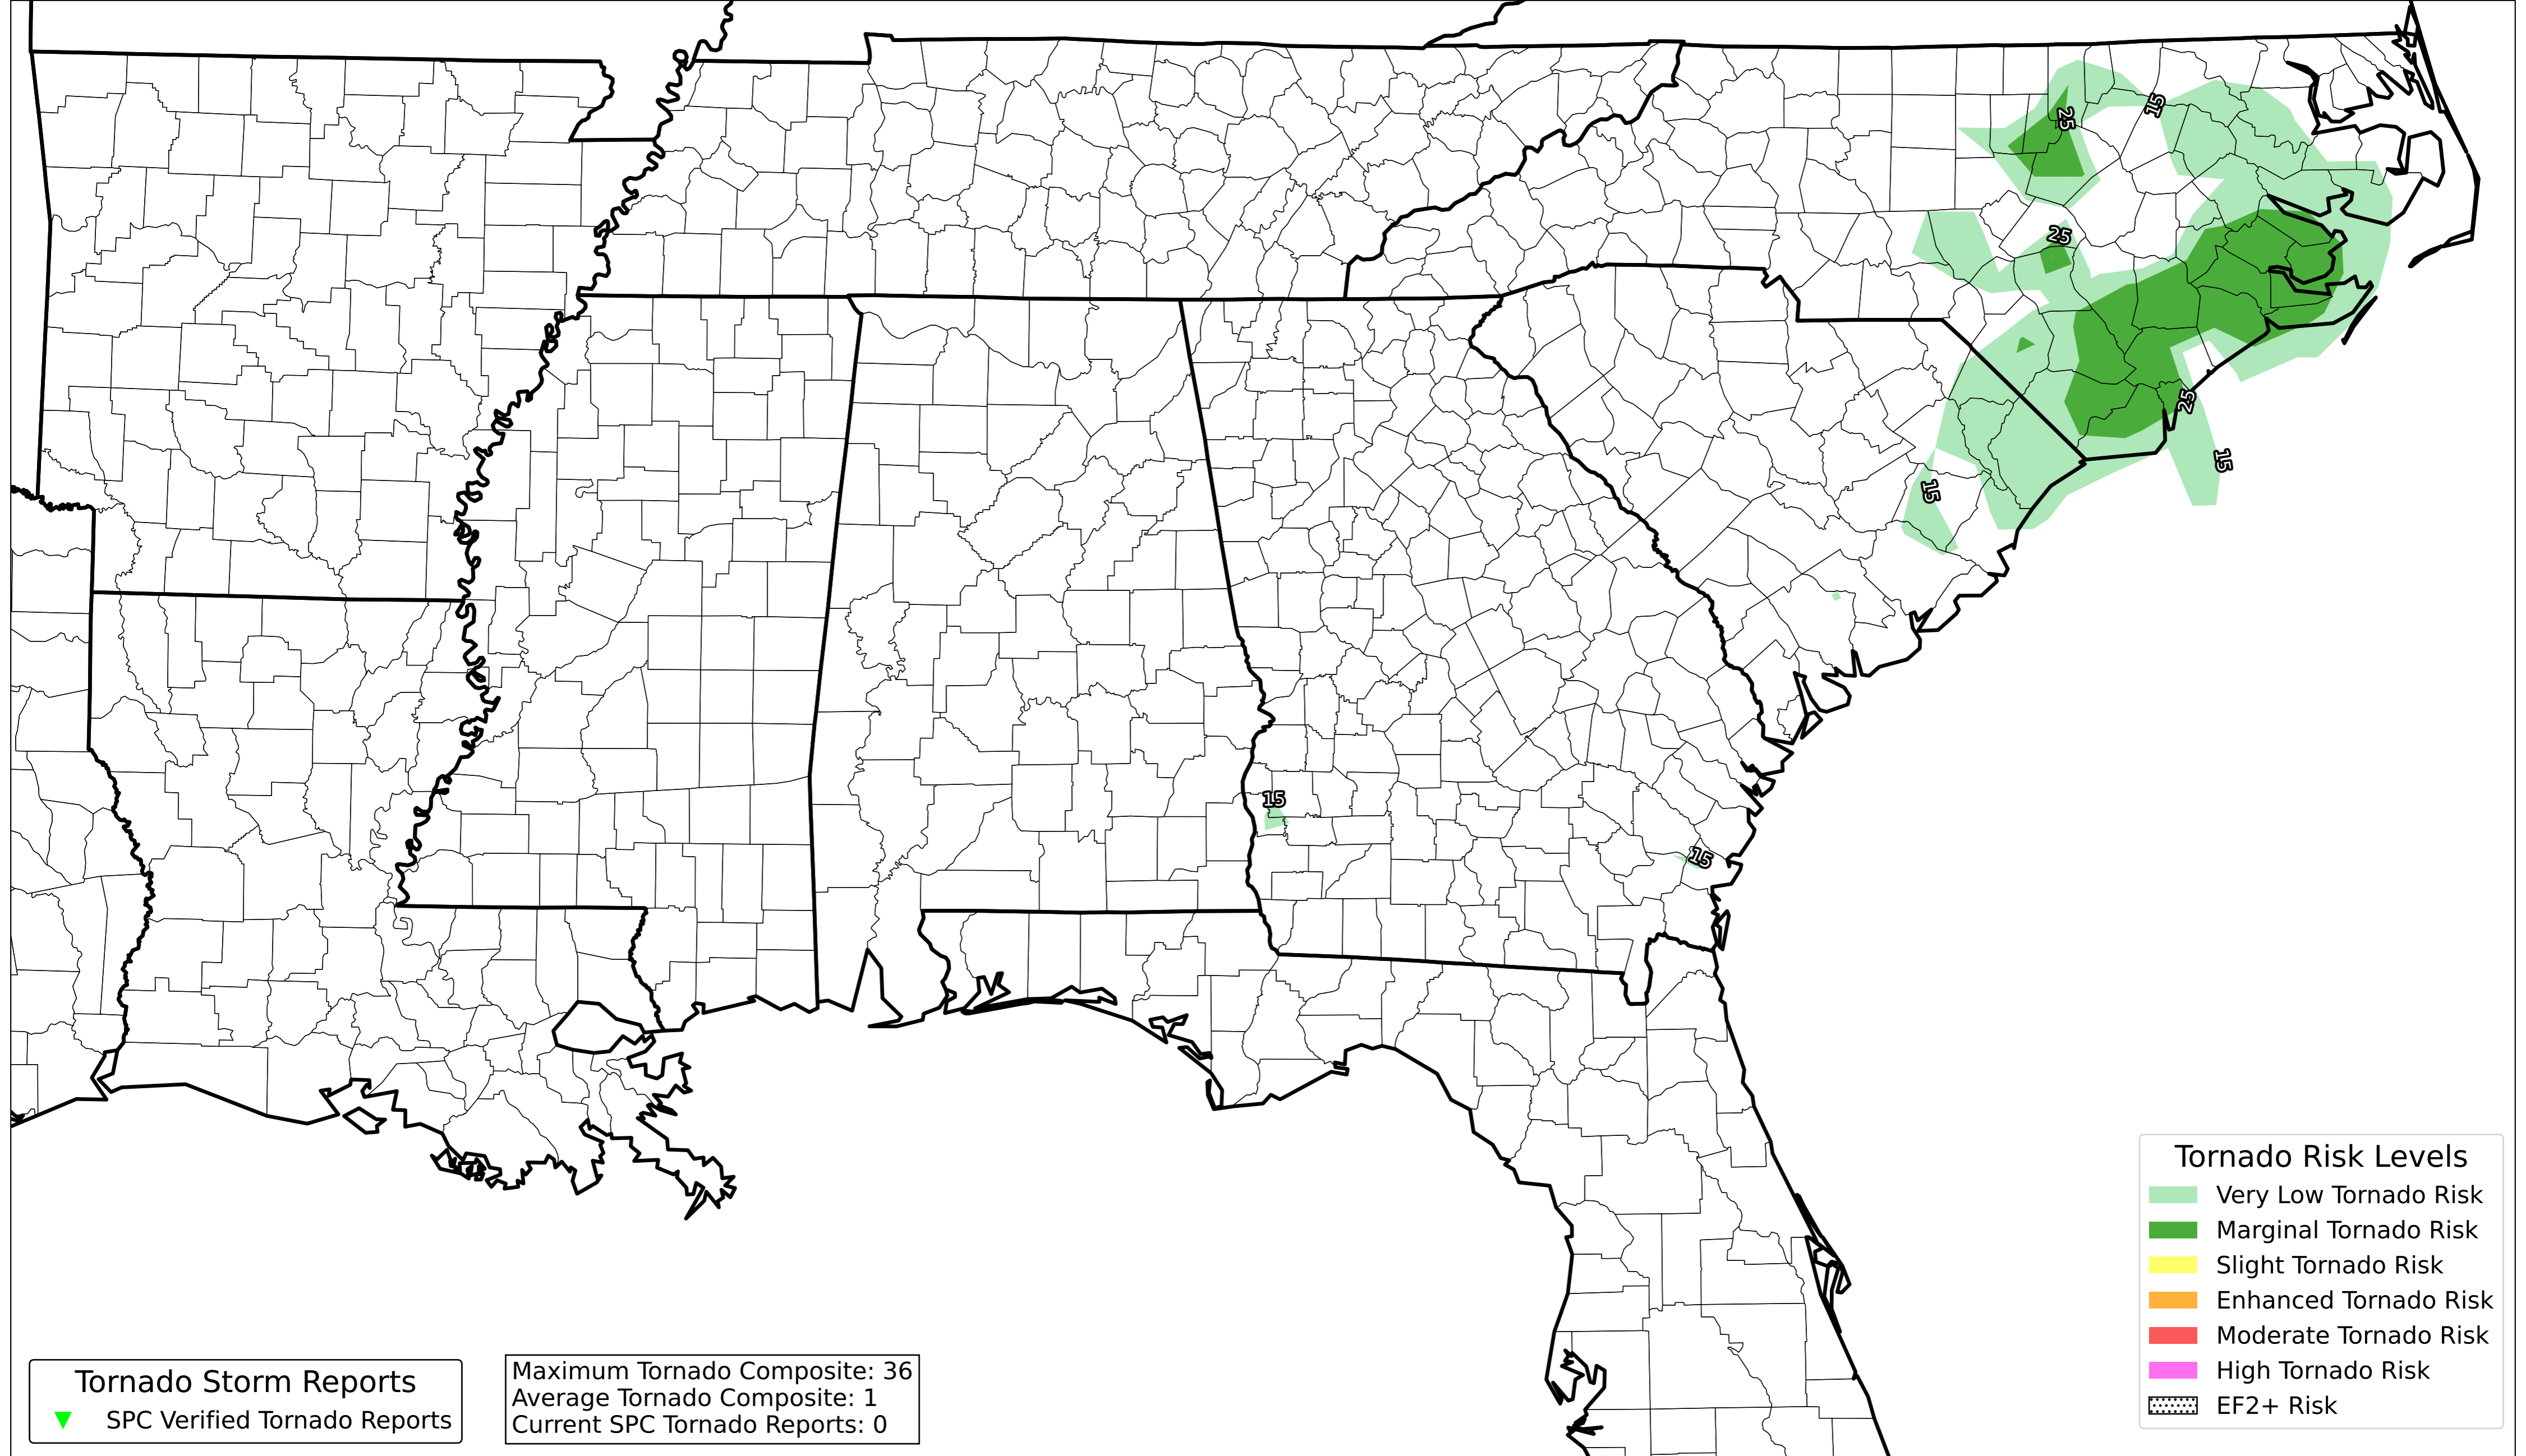 25
15
25
25
15
15
15
15
Tornado Risk Levels
Very Low Tornado Risk
Marginal Tornado Risk
Slight Tornado Risk
Enhanced Tornado Risk
Moderate Tornado Risk
High Tornado Risk
EF2+ Risk
Tornado Storm Reports
SPC Verified Tornado Reports
Maximum Tornado Composite: 36
Average Tornado Composite: 1
Current SPC Tornado Reports: 0